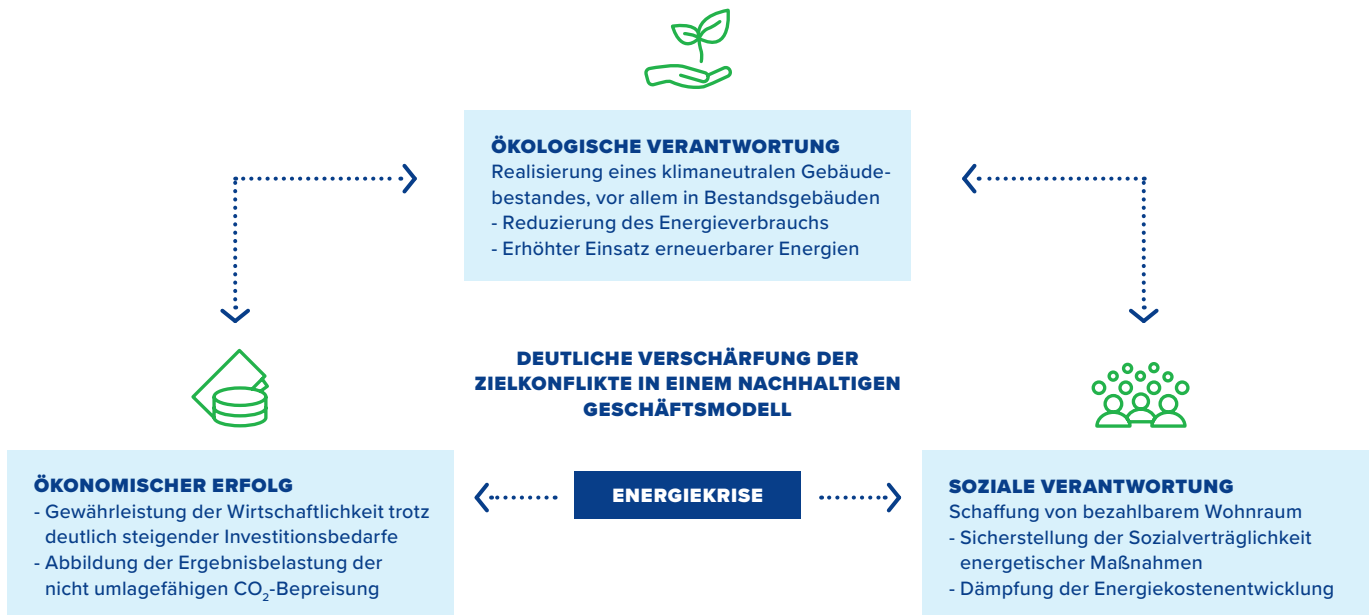 ÖKOLOGISCHE VERANTWORTUNG
Realisierung eines klimaneutralen Gebäude-
bestandes, vor allem in Bestandsgebäuden
- Reduzierung des Energieverbrauchs
- Erhöhter Einsatz erneuerbarer Energien
DEUTLICHE VERSCHÄRFUNG DER
ZIELKONFLIKTE IN EINEM NACHHALTIGEN
GESCHÄFTSMODELL
ÖKONOMISCHER ERFOLG
- Gewährleistung der Wirtschaftlichkeit trotz
deutlich steigender Investitionsbedarfe
- Abbildung der Ergebnisbelastung der
nicht umlagefähigen CO₂-Bepreisung
ENERGIEKRISE
SOZIALE VERANTWORTUNG
Schaffung von bezahlbarem Wohnraum
- Sicherstellung der Sozialverträglichkeit
energetischer Maßnahmen
- Dämpfung der Energiekostenentwicklung